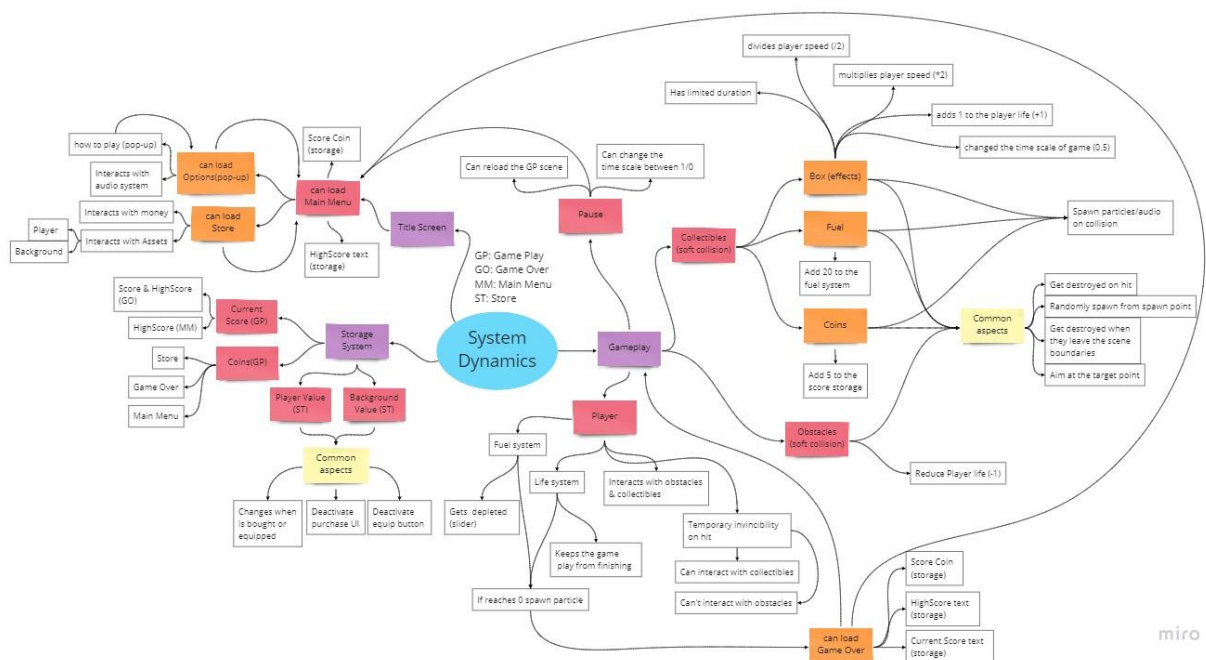 divides player speed (/2)
multiplies player speed (*2)
Has limited duration
adds 1 to the player life (+1)
changed the time scale of game (0.5)
how to play (pop-up)
Interacts with
audio system
can load
Options(pop-up)
Score Coin
(storage)
can load
Main Menu
Can reload the GP scene
Can change the
time scale between 1/0
Box (effects)
Interacts with money
Player
Background
Interacts with Assets
can load
Store
HighScore text
(storage)
Title Screen
Pause
Collectibles
(soft collision)
Fuel
Spawn particles/audio
on collision
Add 20 to the
fuel system
GP: Game Play
GO: Game Over
MM: Main Menu
ST: Store
Score & HighScore
(GO)
HighScore (MM)
Current
Score (GP)
Storage
System
System
Dynamics
Gameplay
Coins
Add 5 to the
score storage
Common
aspects
Get destroyed on hit
Randomly spawn from spawn point
Get destroyed when
they leave the scene
boundaries
Aim at the target point
Store
Game Over
Main Menu
Coins(GP)
Player Value
(ST)
Background
Value (ST)
Common
aspects
Changes when
is bought or
equipped
Deactivate
purchase UI
Deactivate
equip button
Player
Fuel system
Life system
Interacts with obstacles
& collectibles
Obstacles
(soft collision)
Reduce Player life (-1)
Gets depleted
(slider)
Keeps the game
play from finishing
Temporary invincibility
on hit
Can interact with collectibles
Can't interact with obstacles
If reaches 0 spawn particle
can load
Game Over
Score Coin
(storage)
HighScore text
(storage)
Current Score text
(storage)
miro